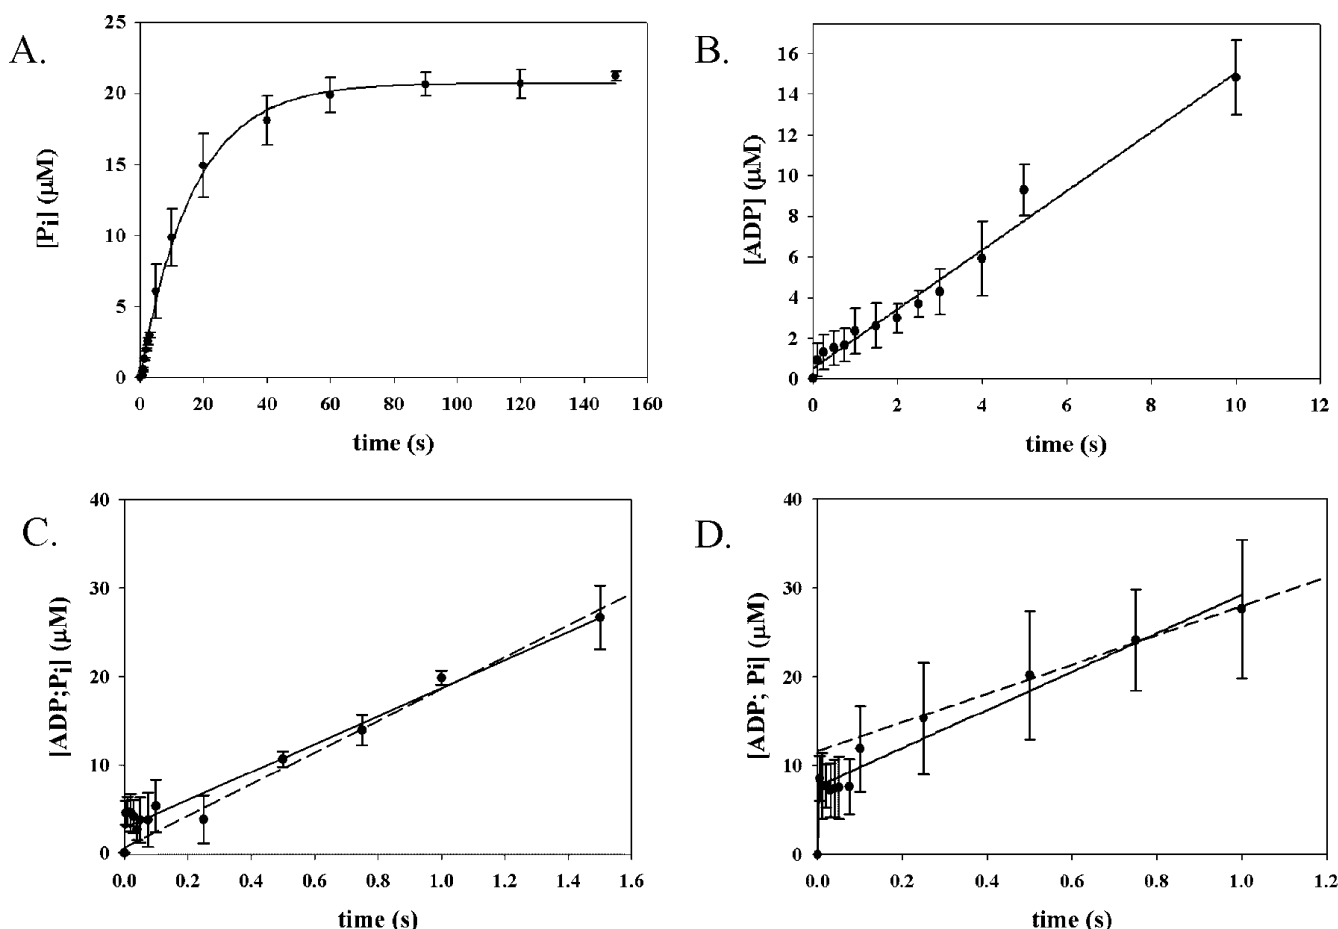 A.
25
20
15
10
5
0
[Pi] (μM)
0 20 40 60 80 100 120 140 160
time (s)
B.
16
14
12
10
8
6
4
2
0
[ADP] (μM)
0 2 4 6 8 10 12
time (s)
C.
40
30
20
10
0
[ADP;Pi] (μM)
0.0 0.2 0.4 0.6 0.8 1.0 1.2 1.4 1.6
time (s)
D.
40
30
20
10
0
[ADP; Pi] (μM)
0.0 0.2 0.4 0.6 0.8 1.0 1.2
time (s)